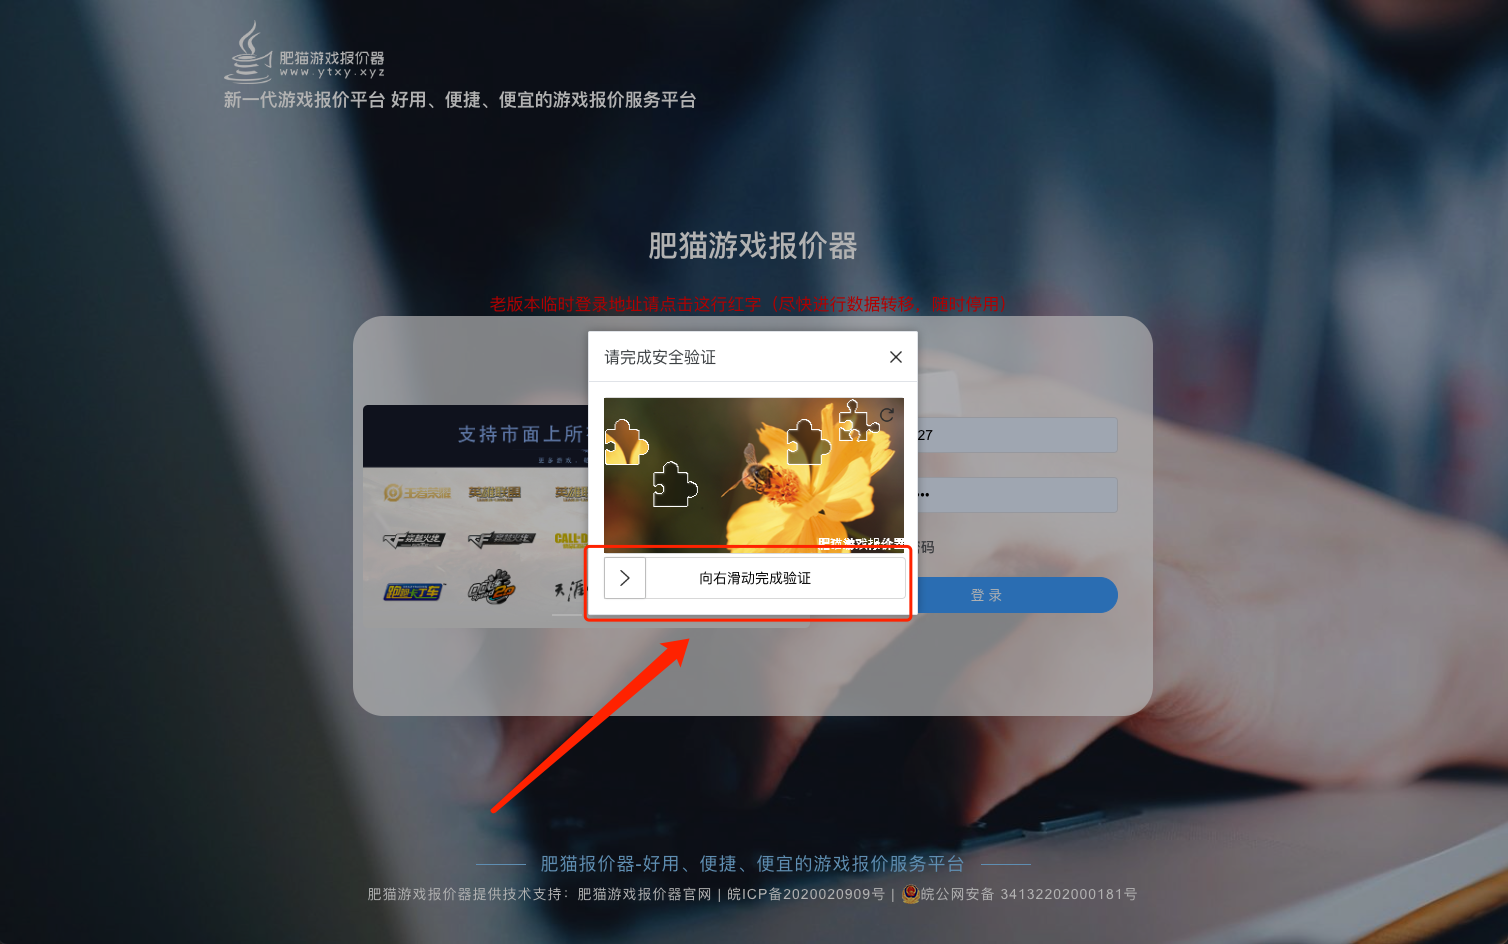 肥猫游戏报价器
www.ytxy.xyz
新一代游戏报价平台 好用、便捷、便宜的游戏报价服务平台
肥猫游戏报价器
老版本临时登录地址请点击这行红字（尽快进行数据转移，随时停用）
请完成安全验证
支持市面上所
27
王者荣耀
英雄联盟
穿越火线
CALL
肥猫游戏报价器
密码
向右滑动完成验证
跑跑卡丁车
天涯
登录
肥猫报价器-好用、便捷、便宜的游戏报价服务平台
肥猫游戏报价器提供技术支持：肥猫游戏报价器官网 | 皖ICP备2020020909号 | 皖公网安备 34132202000181号